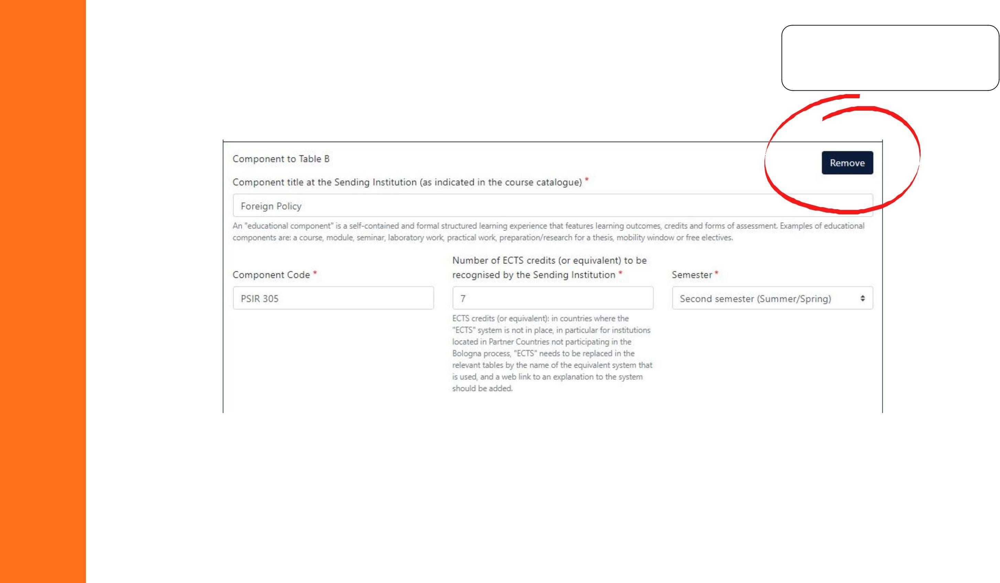 Component to Table B
Remove
Component title at the Sending Institution (as indicated in the course catalogue) *
Foreign Policy
An "educational component" is a self-contained and formal structured learning experience that features learning outcomes, credits and forms of assessment. Examples of educational
components are: a course, module, seminar, laboratory work, practical work, preparation/research for a thesis, mobility window or free electives.
Component Code *
PSIR 305
Number of ECTS credits (or equivalent) to be
recognised by the Sending Institution *
7
ECTS credits (or equivalent): in countries where the
"ECTS" system is not in place, in particular for institutions
located in Partner Countries not participating in the
Bologna process, "ECTS" needs to be replaced in the
relevant tables by the name of the equivalent system that
is used, and a web link to an explanation to the system
should be added.
Semester *
Second semester (Summer/Spring)